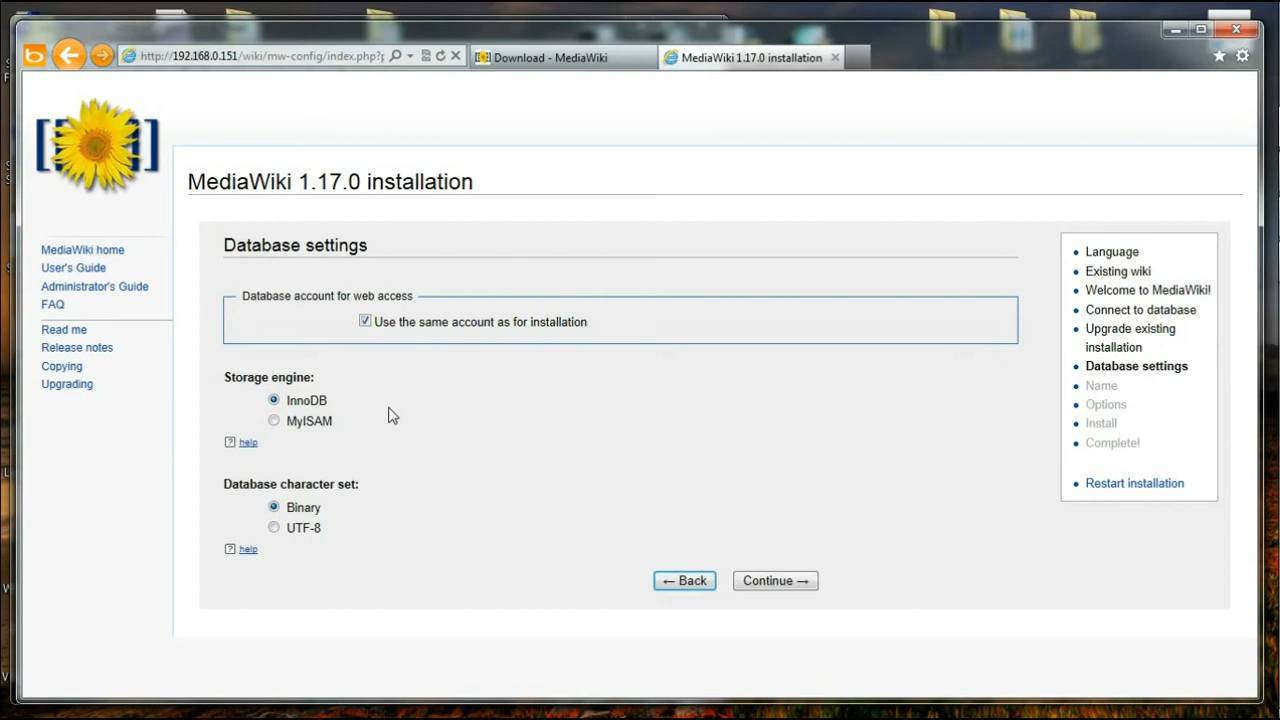 http://192.168.0.151/wiki/mw-config/index.php?p
Download - MediaWiki
MediaWiki 1.17.0 installation
MediaWiki 1.17.0 installation
MediaWiki home
User's Guide
Administrator's Guide
FAQ
Read me
Release notes
Copying
Upgrading
Database settings
Database account for web access
Use the same account as for installation
Storage engine:
InnoDB
MyISAM
? help
Database character set:
Binary
UTF-8
? help
← Back
Continue →
Language
Existing wiki
Welcome to MediaWiki!
Connect to database
Upgrade existing
installation
Database settings
Name
Options
Install
Complete!
Restart installation